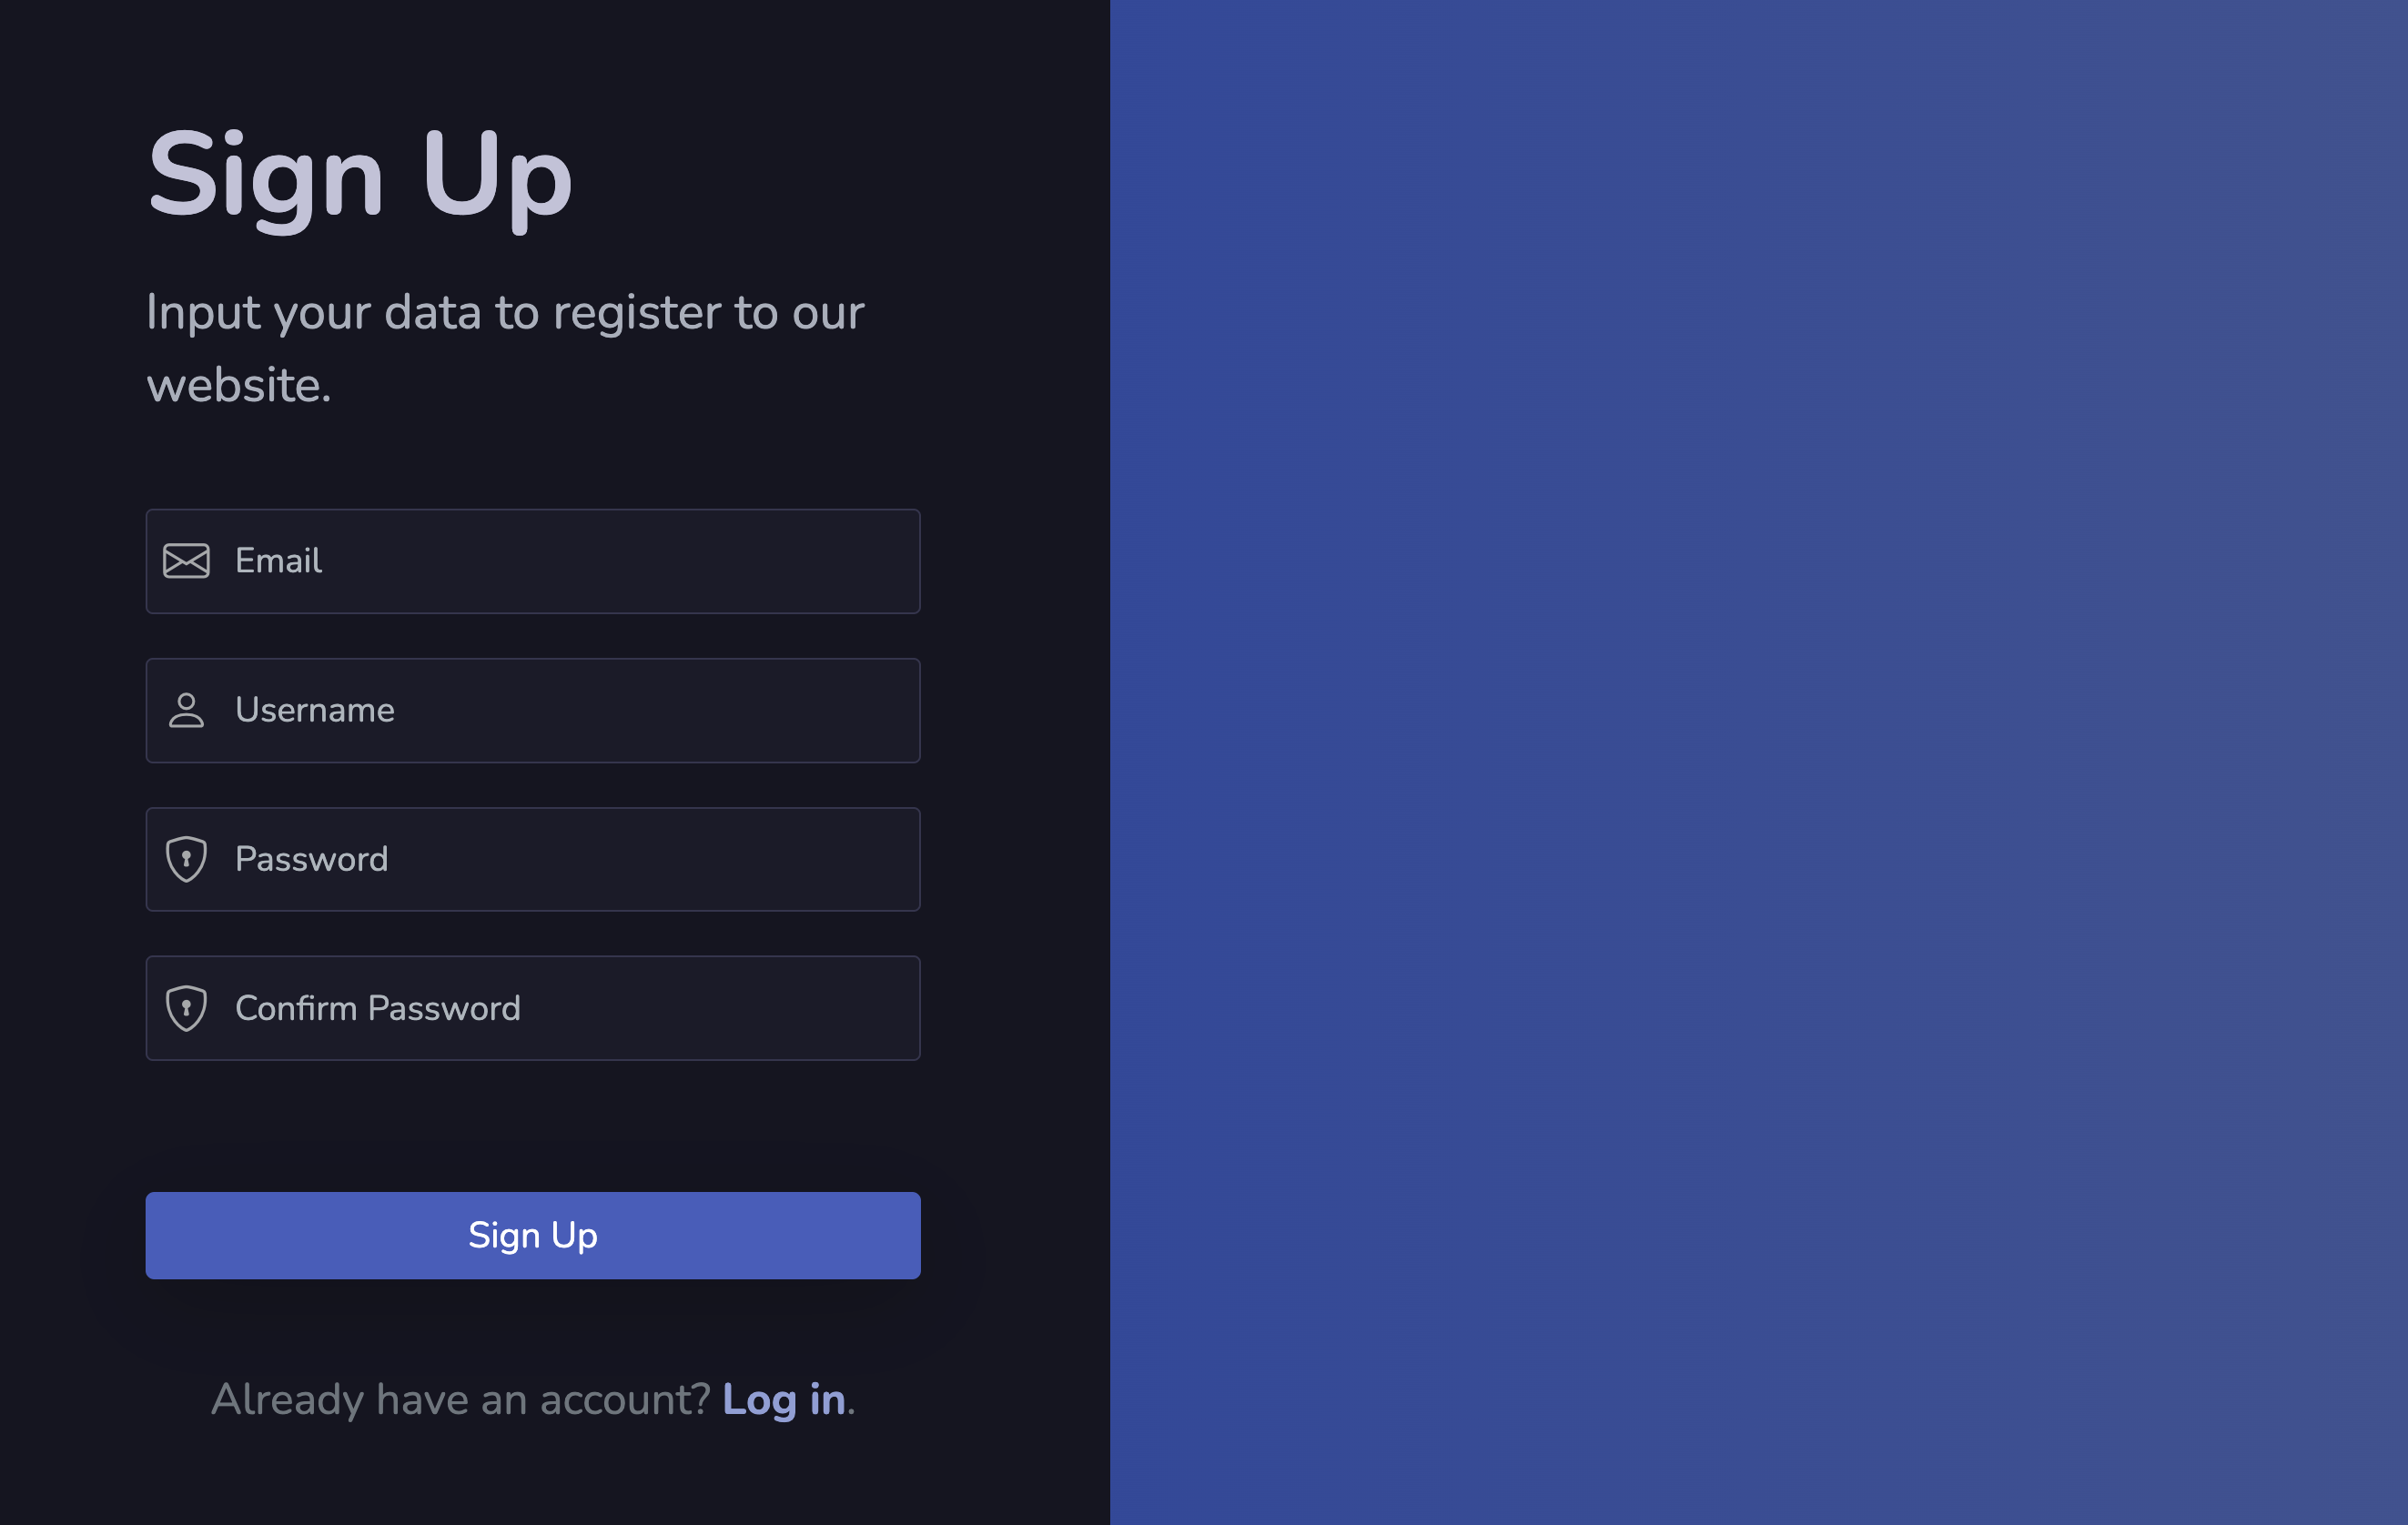 Sign Up
Input your data to register to our
website.
Email
Username
Password
Confirm Password
Sign Up
Already have an account? Log in.